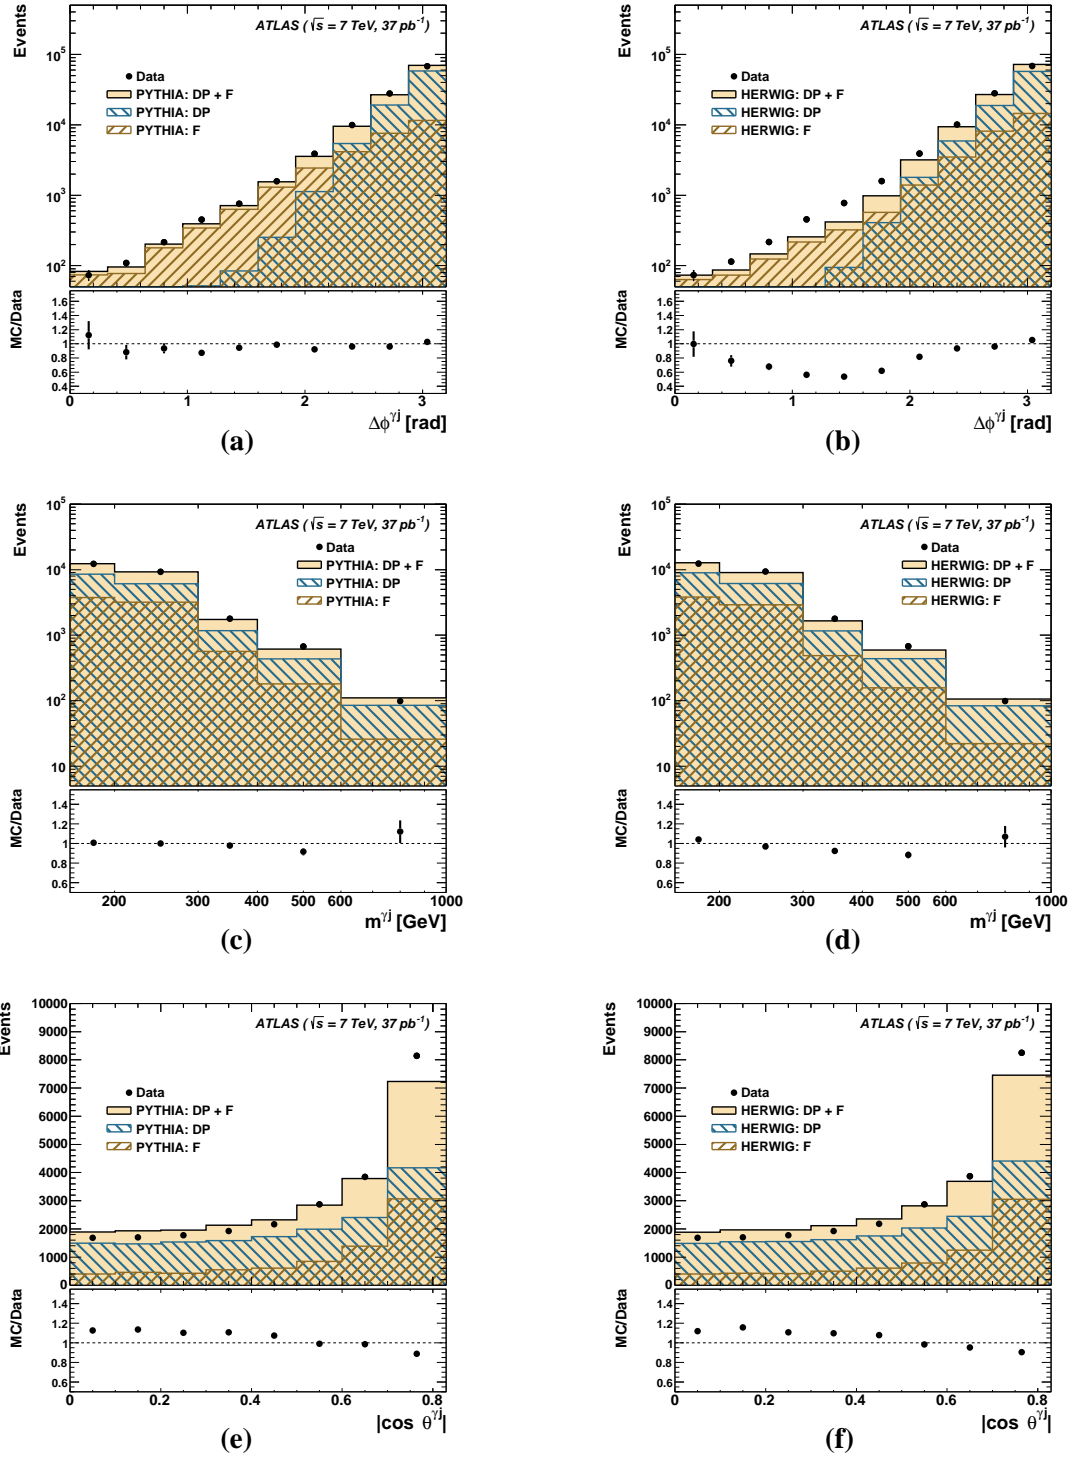 Events
ATLAS ( √s = 7 TeV, 37 pb⁻¹)
Data
PYTHIA: DP + F
PYTHIA: DP
PYTHIA: F
10⁵
10⁴
10³
10²
MC/Data
1.6
1.4
1.2
1
0.8
0.6
0.4
0 1 2 3
Δϕ^γj [rad]
(a)
Events
ATLAS ( √s = 7 TeV, 37 pb⁻¹)
Data
HERWIG: DP + F
HERWIG: DP
HERWIG: F
10⁵
10⁴
10³
10²
MC/Data
1.6
1.4
1.2
1
0.8
0.6
0.4
0 1 2 3
Δϕ^γj [rad]
(b)
Events
ATLAS ( √s = 7 TeV, 37 pb⁻¹)
Data
PYTHIA: DP + F
PYTHIA: DP
PYTHIA: F
10⁵
10⁴
10³
10²
10
MC/Data
1.4
1.2
1
0.8
0.6
200 300 400 500 600 1000
m^γj [GeV]
(c)
Events
ATLAS ( √s = 7 TeV, 37 pb⁻¹)
Data
HERWIG: DP + F
HERWIG: DP
HERWIG: F
10⁵
10⁴
10³
10²
10
MC/Data
1.4
1.2
1
0.8
0.6
200 300 400 500 600 1000
m^γj [GeV]
(d)
Events
ATLAS ( √s = 7 TeV, 37 pb⁻¹)
Data
PYTHIA: DP + F
PYTHIA: DP
PYTHIA: F
10000
9000
8000
7000
6000
5000
4000
3000
2000
1000
0
MC/Data
1.4
1.2
1
0.8
0.6
0 0.2 0.4 0.6 0.8
|cos θ^γj|
(e)
Events
ATLAS ( √s = 7 TeV, 37 pb⁻¹)
Data
HERWIG: DP + F
HERWIG: DP
HERWIG: F
10000
9000
8000
7000
6000
5000
4000
3000
2000
1000
0
MC/Data
1.4
1.2
1
0.8
0.6
0 0.2 0.4 0.6 0.8
|cos θ^γj|
(f)